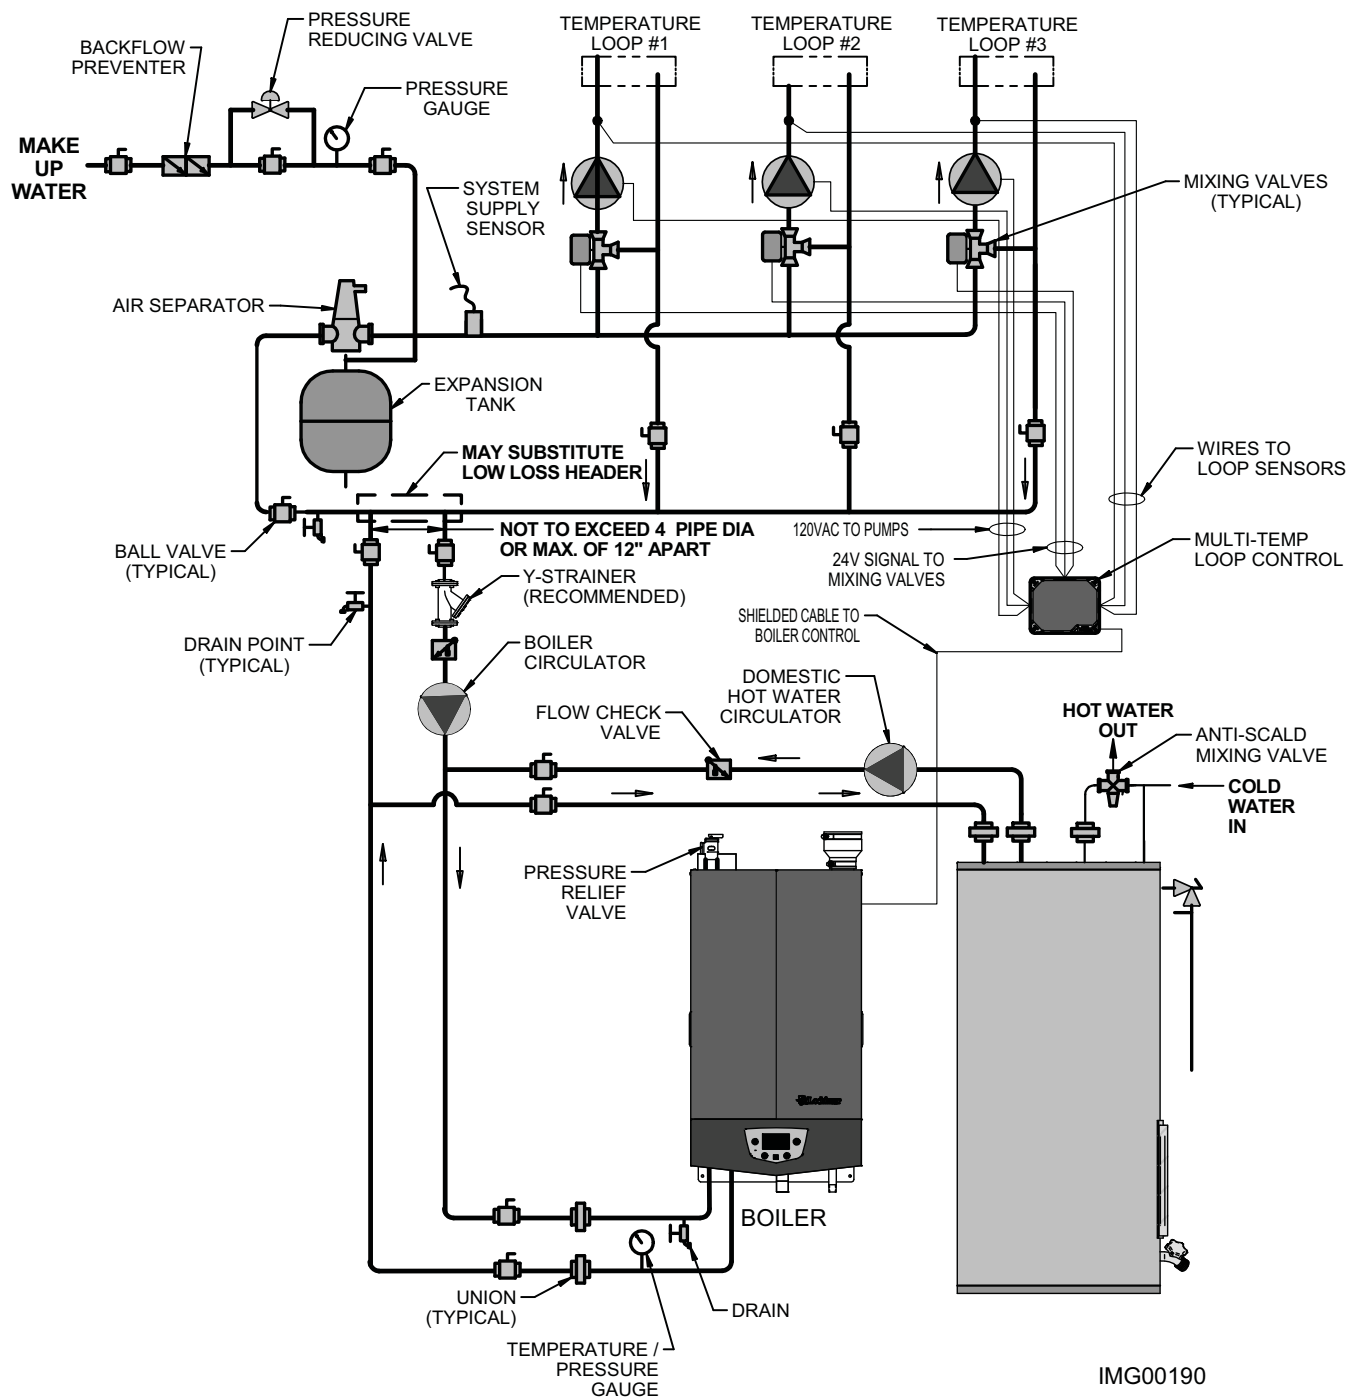 PRESSURE
REDUCING VALVE
BACKFLOW
PREVENTER
PRESSURE
GAUGE
MAKE
UP
WATER
TEMPERATURE
LOOP #1
TEMPERATURE
LOOP #2
TEMPERATURE
LOOP #3
SYSTEM
SUPPLY
SENSOR
MIXING VALVES
(TYPICAL)
AIR SEPARATOR
EXPANSION
TANK
MAY SUBSTITUTE
LOW LOSS HEADER
WIRES TO
LOOP SENSORS
NOT TO EXCEED 4 PIPE DIA
OR MAX. OF 12" APART
120VAC TO PUMPS
24V SIGNAL TO
MIXING VALVES
MULTI-TEMP
LOOP CONTROL
BALL VALVE
(TYPICAL)
Y-STRAINER
(RECOMMENDED)
SHIELDED CABLE TO
BOILER CONTROL
DRAIN POINT
(TYPICAL)
BOILER
CIRCULATOR
DOMESTIC
HOT WATER
CIRCULATOR
FLOW CHECK
VALVE
HOT WATER
OUT
ANTI-SCALD
MIXING VALVE
COLD
WATER
IN
PRESSURE
RELIEF
VALVE
Lochinvar
BOILER
UNION
(TYPICAL)
DRAIN
TEMPERATURE /
PRESSURE
GAUGE
IMG00190